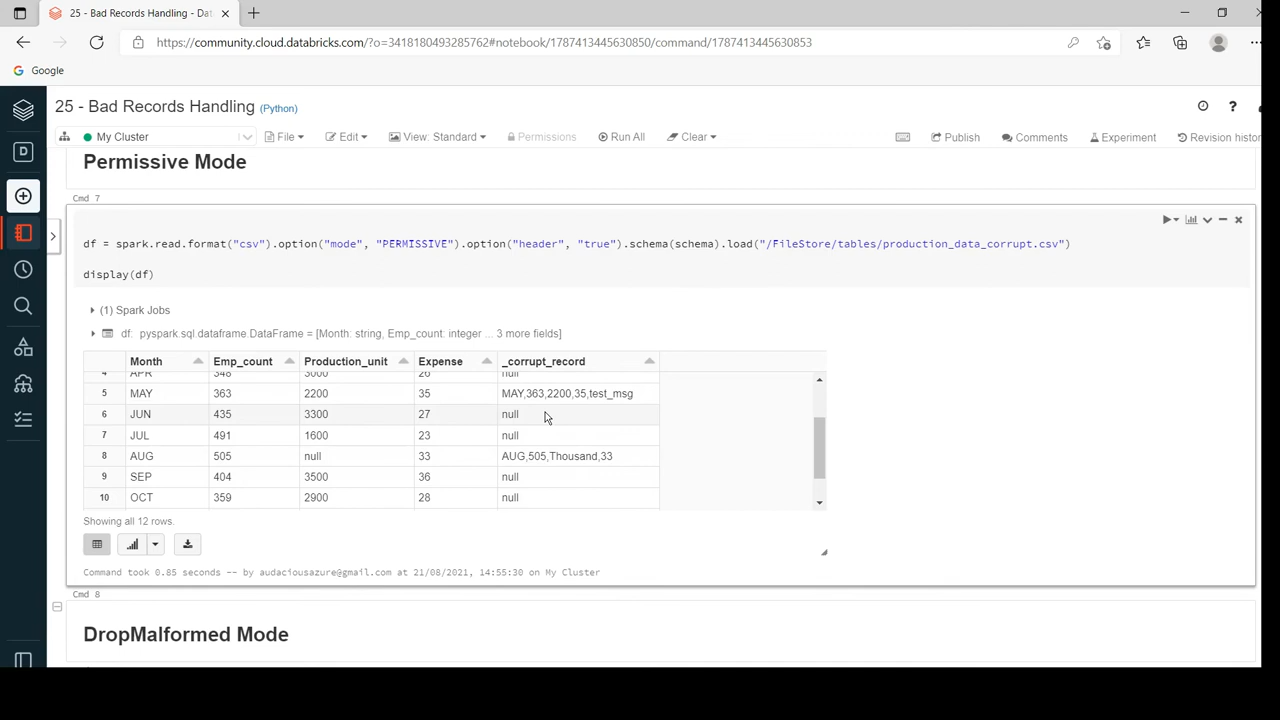 25 - Bad Records Handling - Dat
https://community.cloud.databricks.com/?o=3418180493285762#notebook/1787413445630850/command/1787413445630853
Google
25 - Bad Records Handling (Python)
My Cluster File Edit View: Standard Permissions Run All Clear Publish Comments Experiment Revision histor
Permissive Mode
Cmd 7
df = spark.read.format("csv").option("mode", "PERMISSIVE").option("header", "true").schema(schema).load("/FileStore/tables/production_data_corrupt.csv")
display(df)
(1) Spark Jobs
df: pyspark.sql.dataframe.DataFrame = [Month: string, Emp_count: integer ... 3 more fields]
Month Emp_count Production_unit Expense _corrupt_record
4 APR 348 3000 26 null
5 MAY 363 2200 35 MAY,363,2200,35,test_msg
6 JUN 435 3300 27 null
7 JUL 491 1600 23 null
8 AUG 505 null 33 AUG,505,Thousand,33
9 SEP 404 3500 36 null
10 OCT 359 2900 28 null
Showing all 12 rows.
Command took 0.85 seconds -- by audaciousazure@gmail.com at 21/08/2021, 14:55:30 on My Cluster
Cmd 8
DropMalformed Mode